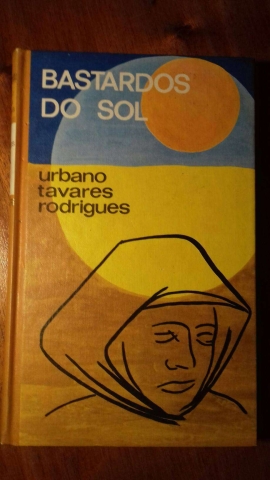 BASTARDOS
DO SOL
urbano
tavares
rodrigues